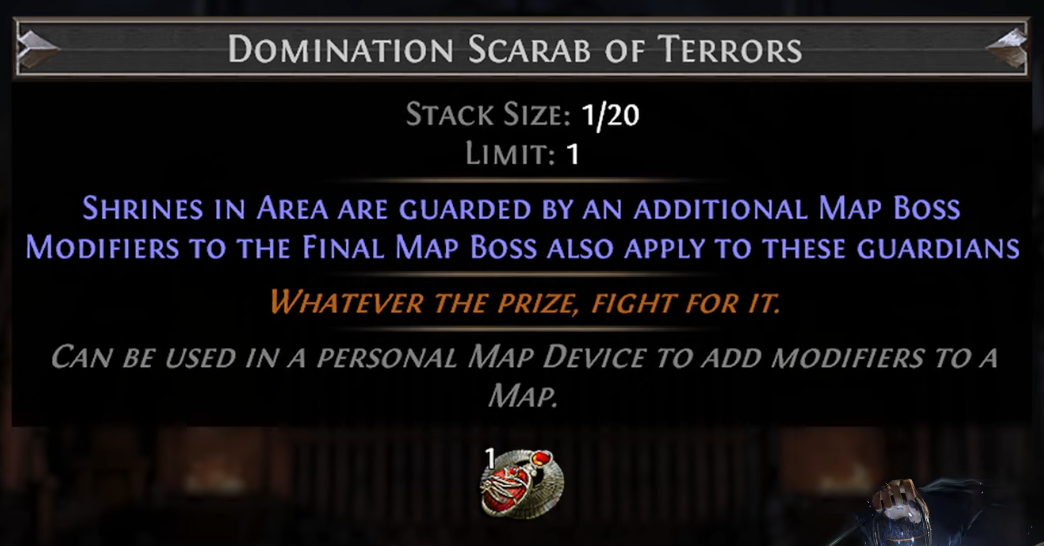 Domination Scarab of Terrors
Stack Size: 1/20
Limit: 1
Shrines in Area are guarded by an additional Map Boss
Modifiers to the Final Map Boss also apply to these guardians
Whatever the prize, fight for it.
Can be used in a personal Map Device to add modifiers to a
Map.
1